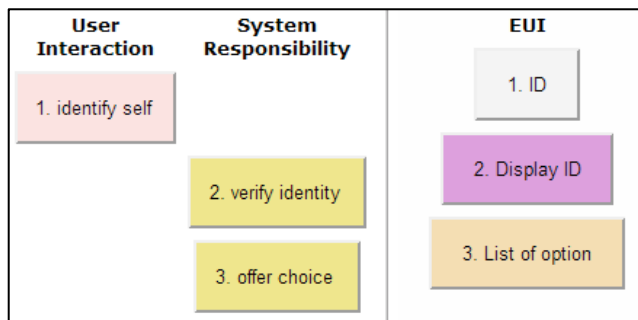 User Interaction
System Responsibility
EUI
1. identify self
1. ID
2. verify identity
2. Display ID
3. offer choice
3. List of option